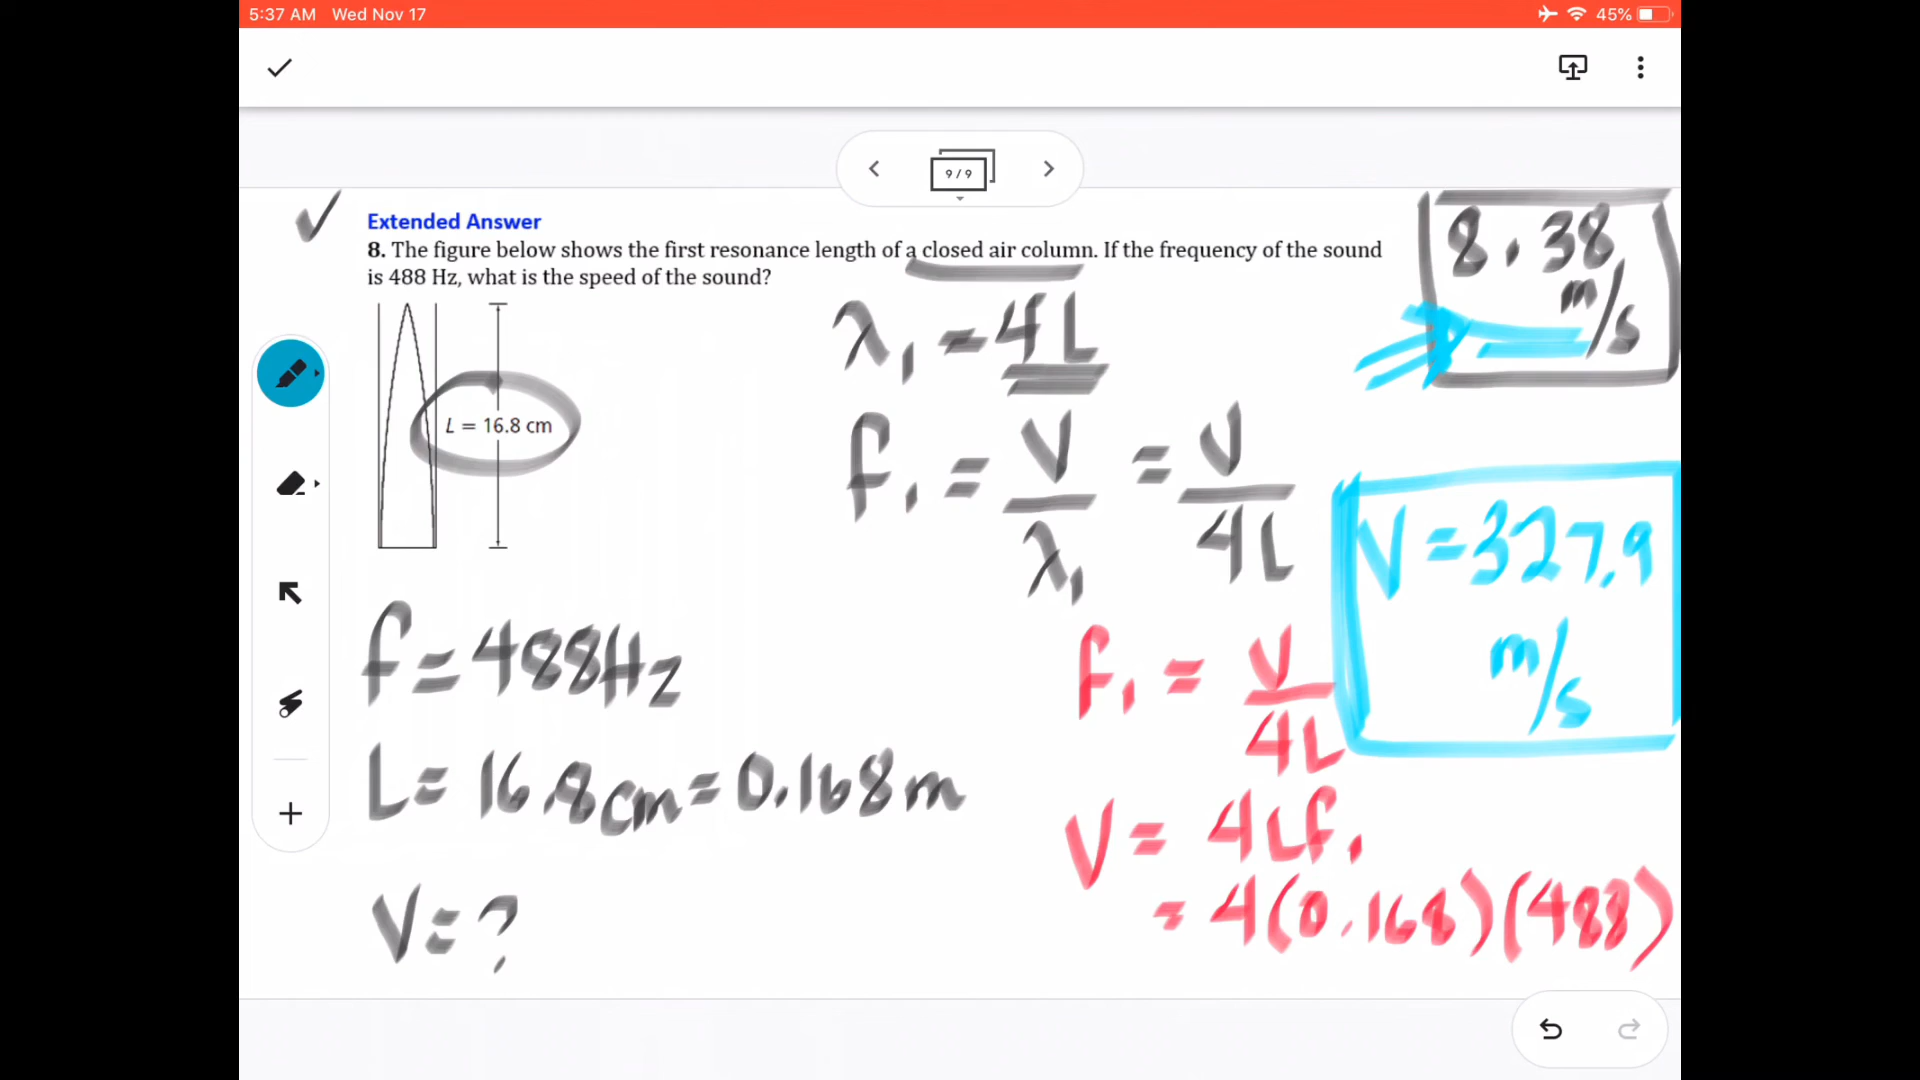 5:37 AM Wed Nov 17
45%
9 / 9
Extended Answer
8. The figure below shows the first resonance length of a closed air column. If the frequency of the sound
is 488 Hz, what is the speed of the sound?
8.38
m/s
λ₁ = 4L
L = 16.8 cm
f₁ = V/λ₁ = V/4L
V = 327.9
m/s
f = 488Hz
f₁ = V/4L
L = 16.8cm = 0.168m
V = 4Lf₁
= 4(0.168)(488)
V = ?